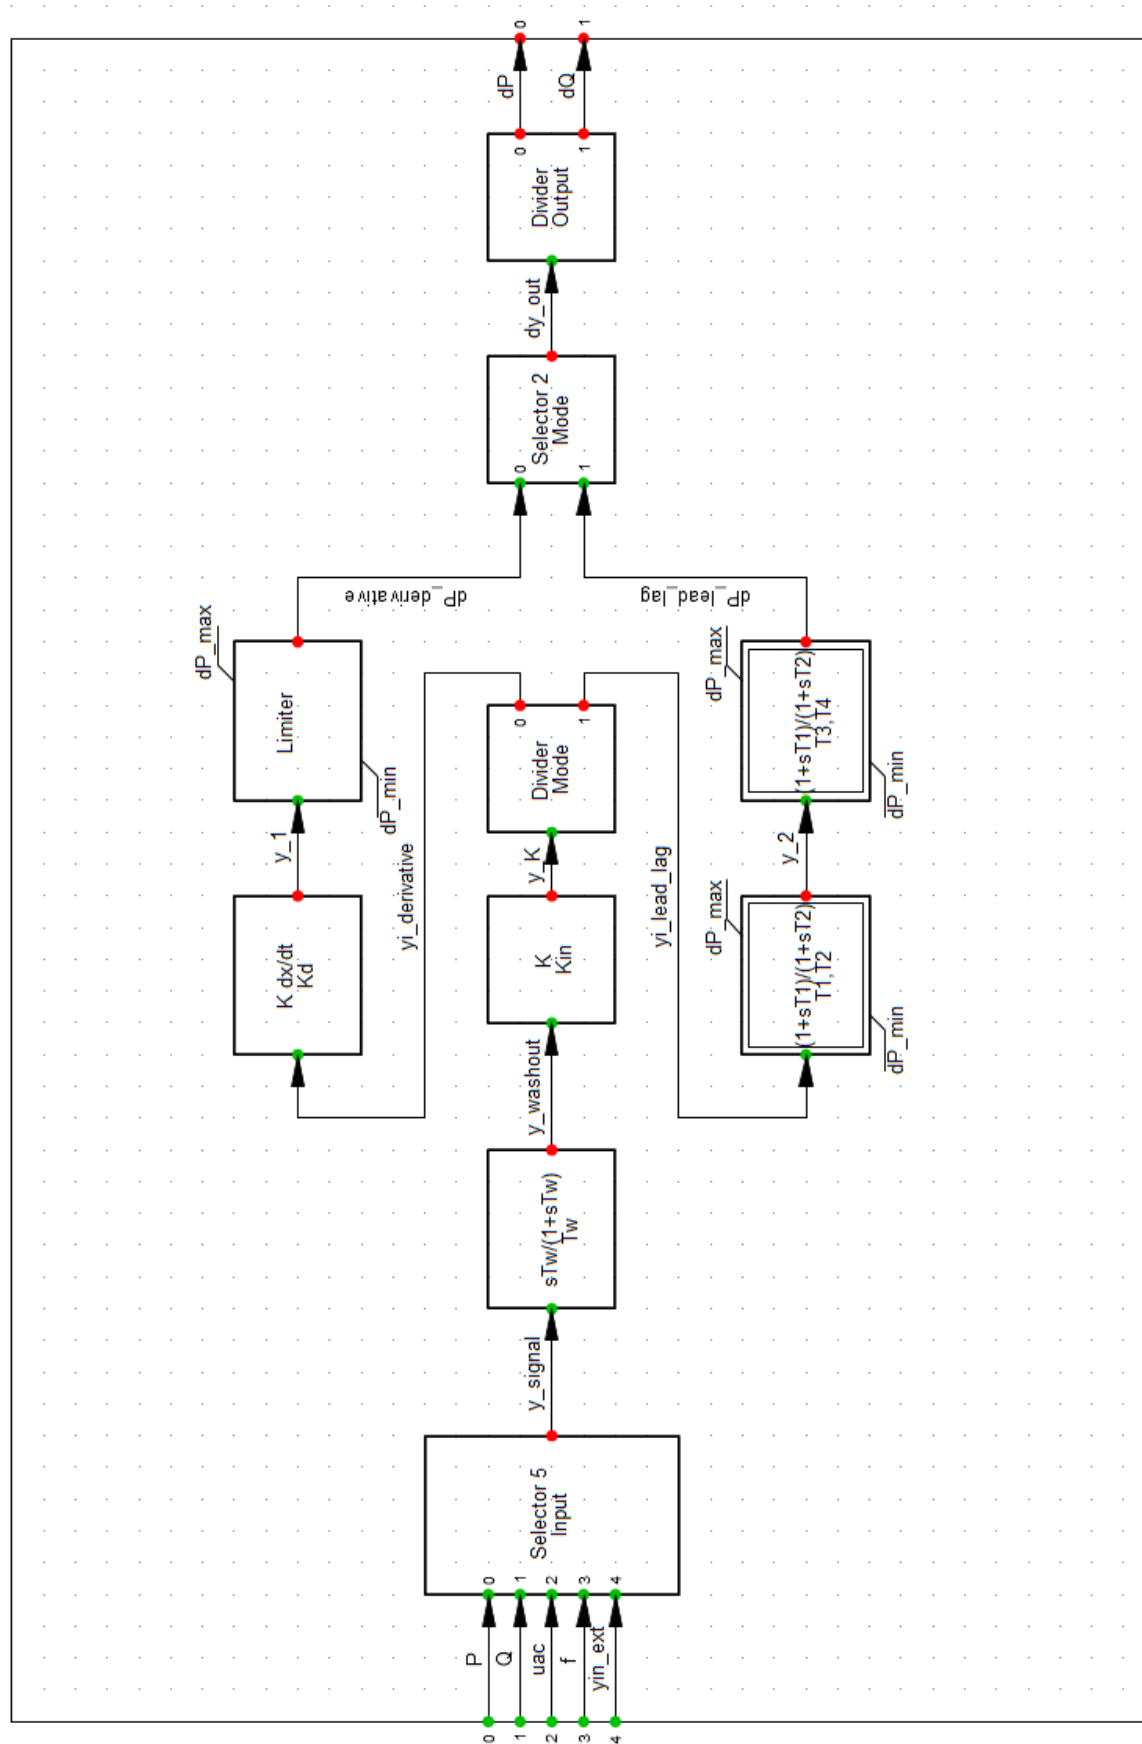 0
1
2
3
4
P
Q
uac
f
yin_ext
0
1
2
3
4
Selector 5
Input
y_signal
sTw/(1+sTw)
Tw
y_washout
K
Kin
y_K
Divider
Mode
0
1
yi_derivative
K dx/dt
Kd
y_1
Limiter
dP_max
dP_min
dP_derivative
yi_lead_lag
(1+sT1)/(1+sT2)
T1,T2
dP_max
dP_min
y_2
(1+sT1)/(1+sT2)
T3,T4
dP_max
dP_min
dP_lead_lag
0
1
Selector 2
Mode
dy_out
Divider
Output
0
1
dP
dQ
0
1